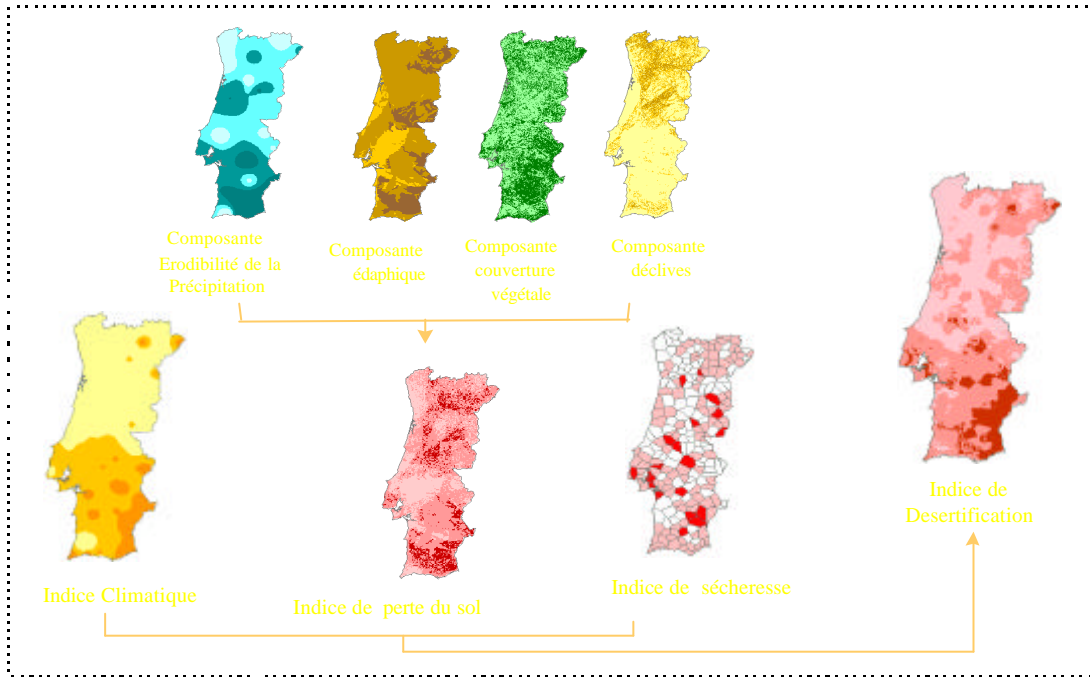 Composante
Erodibilité de la
Précipitation
Composante
édaphique
Composante
couverture
végétale
Composante
déclives
Indice Climatique
Indice de perte du sol
Indice de sécheresse
Indice de
Desertification